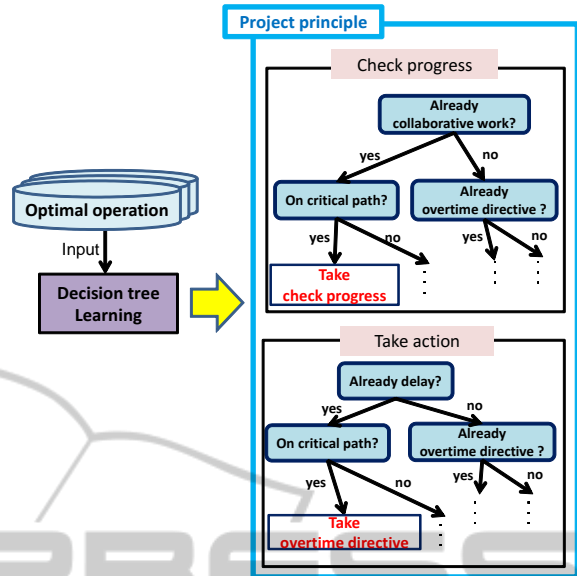 Project principle
Check progress
Already
collaborative work?
yes
no
On critical path?
Already
overtime directive ?
yes
no
yes
no
Take
check progress
Optimal operation
Input
Decision tree
Learning
Take action
Already delay?
yes
no
On critical path?
Already
overtime directive ?
yes
no
yes
no
Take
overtime directive